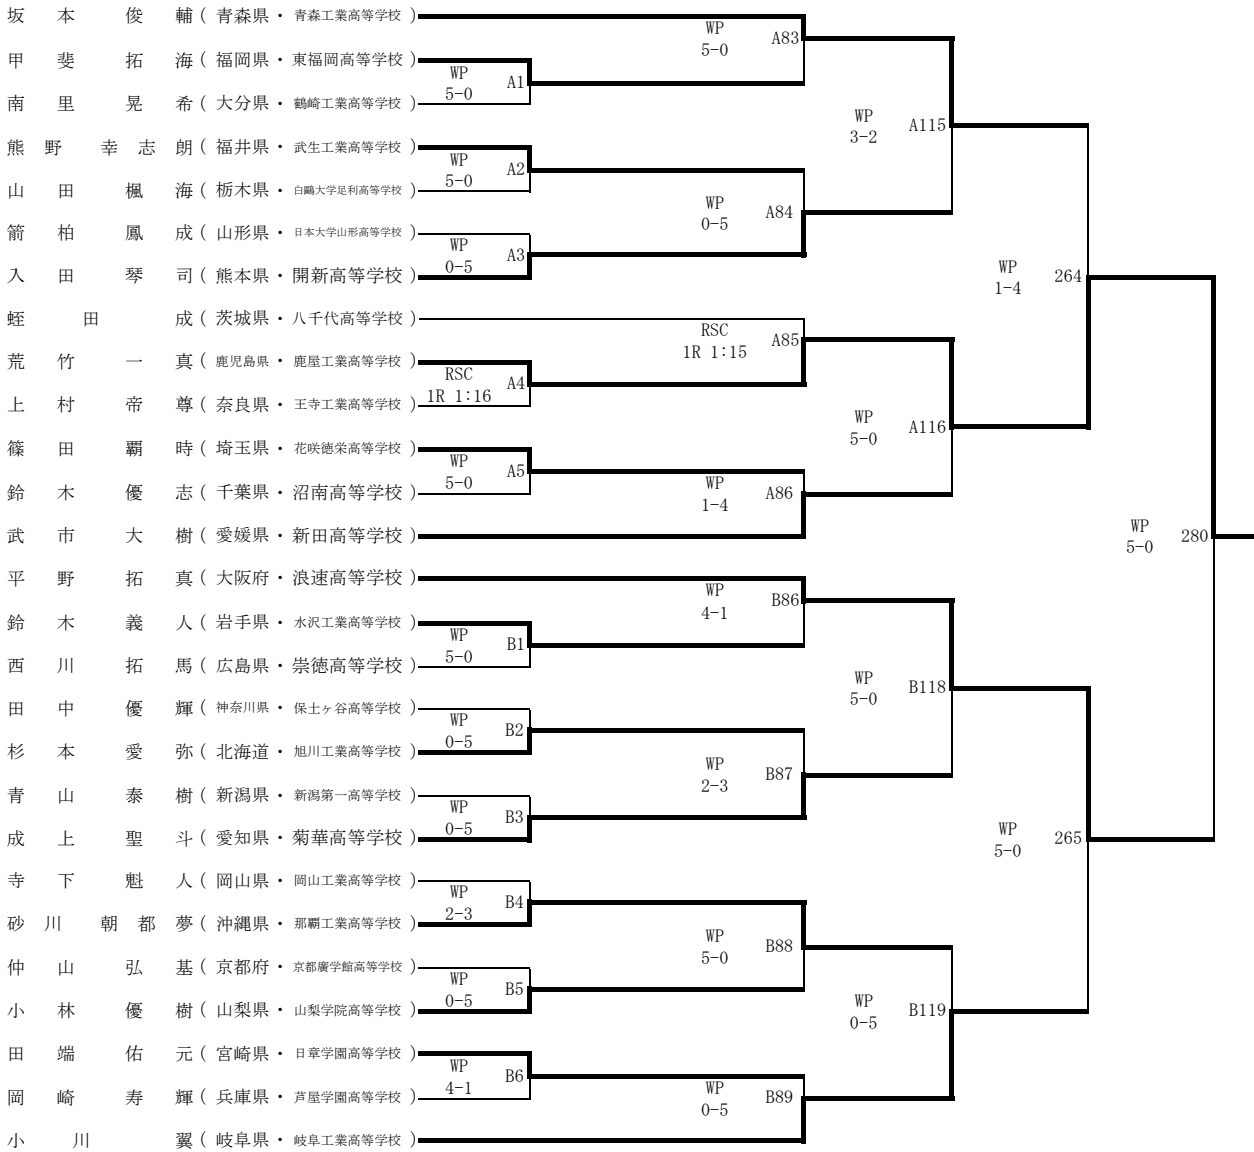 坂本俊輔(青森県・青森工業高等学校)
甲斐拓海(福岡県・東福岡高等学校)
南里晃希(大分県・鶴崎工業高等学校)
熊野幸志朗(福井県・武生工業高等学校)
山田楓海(栃木県・白鷗大学足利高等学校)
箭柏鳳成(山形県・日本大学山形高等学校)
入田琴司(熊本県・開新高等学校)
蛭田成(茨城県・八千代高等学校)
荒竹一真(鹿児島県・鹿屋工業高等学校)
上村帝尊(奈良県・王寺工業高等学校)
篠田覇時(埼玉県・花咲徳栄高等学校)
鈴木優志(千葉県・沼南高等学校)
武市大樹(愛媛県・新田高等学校)
平野拓真(大阪府・浪速高等学校)
鈴木義人(岩手県・水沢工業高等学校)
西川拓馬(広島県・崇徳高等学校)
田中優輝(神奈川県・保土ヶ谷高等学校)
杉本愛弥(北海道・旭川工業高等学校)
青山泰樹(新潟県・新潟第一高等学校)
成上聖斗(愛知県・菊華高等学校)
寺下魁人(岡山県・岡山工業高等学校)
砂川朝都夢(沖縄県・那覇工業高等学校)
仲山弘基(京都府・京都廣学館高等学校)
小林優樹(山梨県・山梨学院高等学校)
田端佑元(宮崎県・日章学園高等学校)
岡崎寿輝(兵庫県・芦屋学園高等学校)
小川翼(岐阜県・岐阜工業高等学校)
WP
5-0 A1
WP
5-0 A2
WP
0-5 A3
RSC
1R 1:16 A4
WP
5-0 A5
WP
5-0 B1
WP
0-5 B2
WP
0-5 B3
WP
2-3 B4
WP
0-5 B5
WP
4-1 B6
WP
5-0 A83
WP
0-5 A84
RSC
1R 1:15 A85
WP
1-4 A86
WP
4-1 B86
WP
2-3 B87
WP
5-0 B88
WP
0-5 B89
WP
3-2 A115
WP
5-0 A116
WP
5-0 B118
WP
0-5 B119
WP
1-4 264
WP
5-0 265
WP
5-0 280